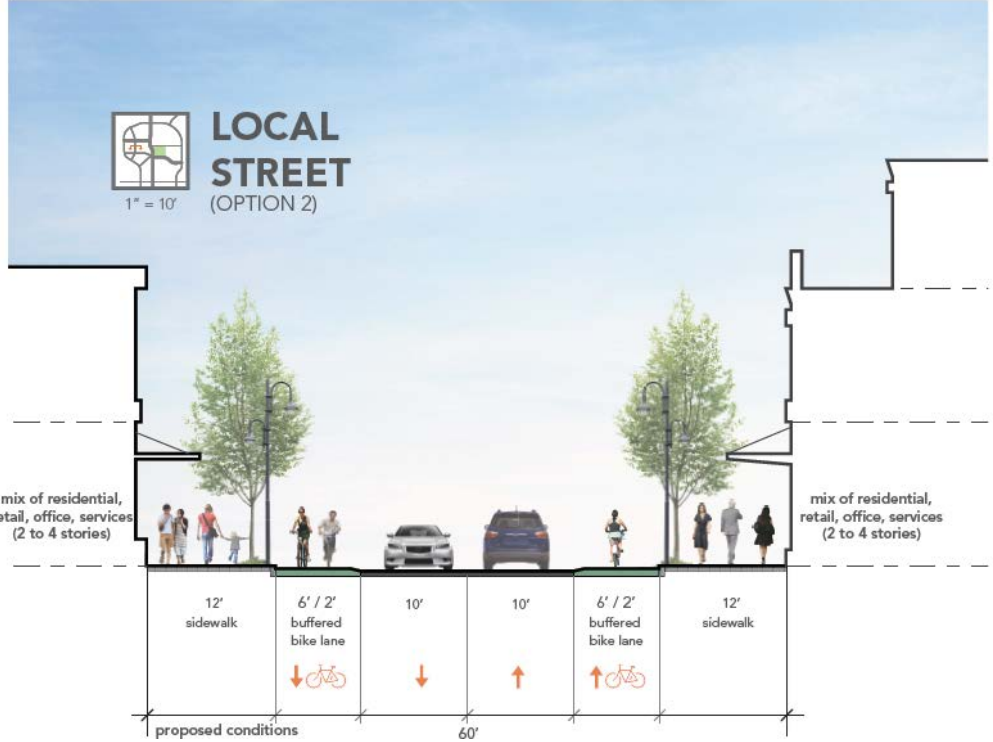 LOCAL
STREET
(OPTION 2)
1" = 10'
mix of residential,
retail, office, services
(2 to 4 stories)
mix of residential,
retail, office, services
(2 to 4 stories)
12'
sidewalk
6' / 2'
buffered
bike lane
10'
10'
6' / 2'
buffered
bike lane
12'
sidewalk
proposed conditions
60'